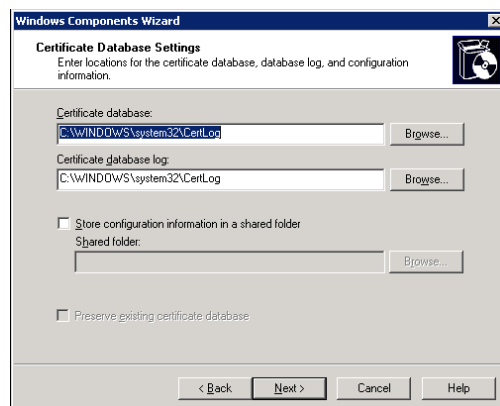 Windows Components Wizard
Certificate Database Settings
Enter locations for the certificate database, database log, and configuration
information.
Certificate database:
C:\WINDOWS\system32\CertLog
Browse...
Certificate database log:
C:\WINDOWS\system32\CertLog
Browse...
Store configuration information in a shared folder
Shared folder:
Browse...
Preserve existing certificate database
< Back
Next >
Cancel
Help